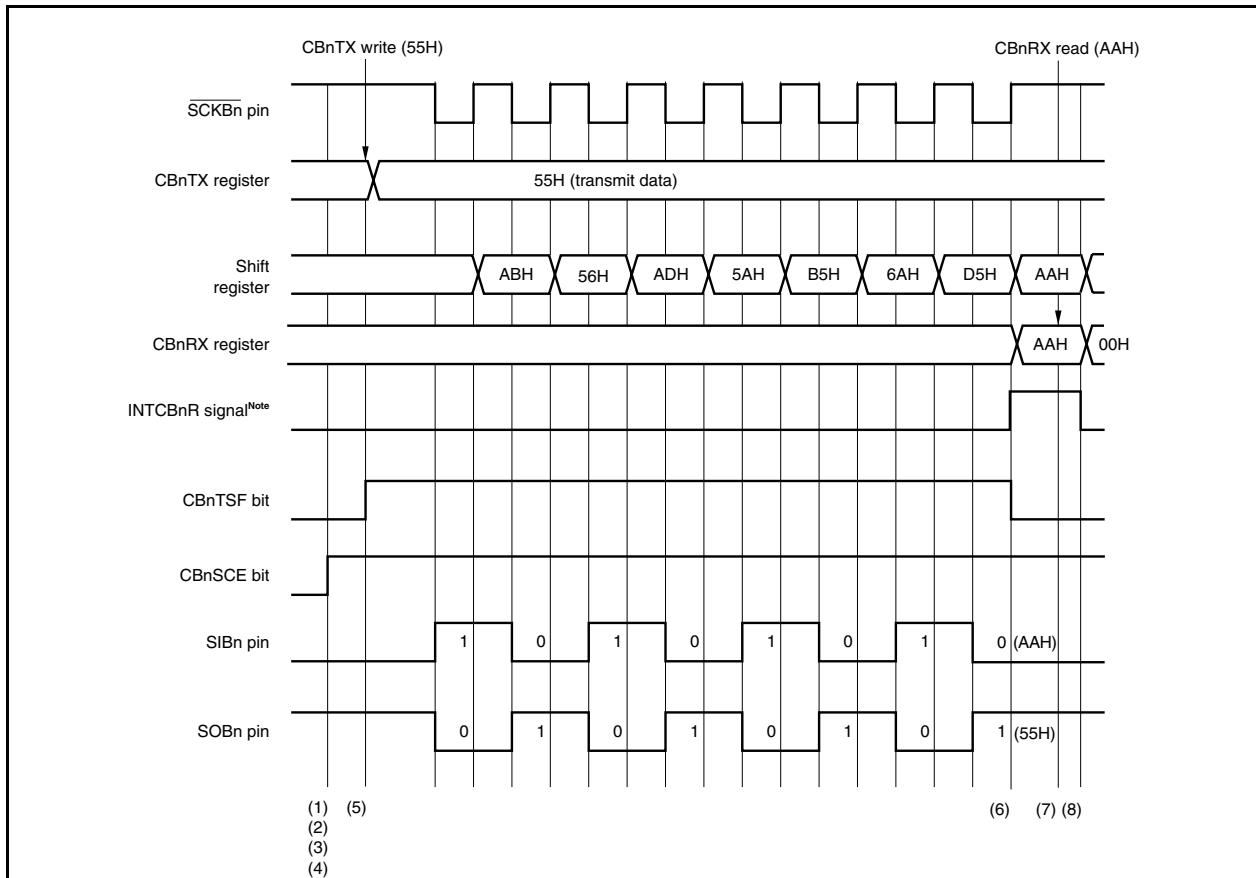 CBnTX write (55H)
CBnRX read (AAH)
SCKBn pin
CBnTX register
55H (transmit data)
Shift
register
ABH
56H
ADH
5AH
B5H
6AH
D5H
AAH
CBnRX register
AAH
00H
INTCBnR signalNote
CBnTSF bit
CBnSCE bit
SIBn pin
1 0 1 0 1 0 1 0 (AAH)
SOBn pin
0 1 0 1 0 1 0 1 (55H)
(1) (5) (6) (7) (8)
(2)
(3)
(4)